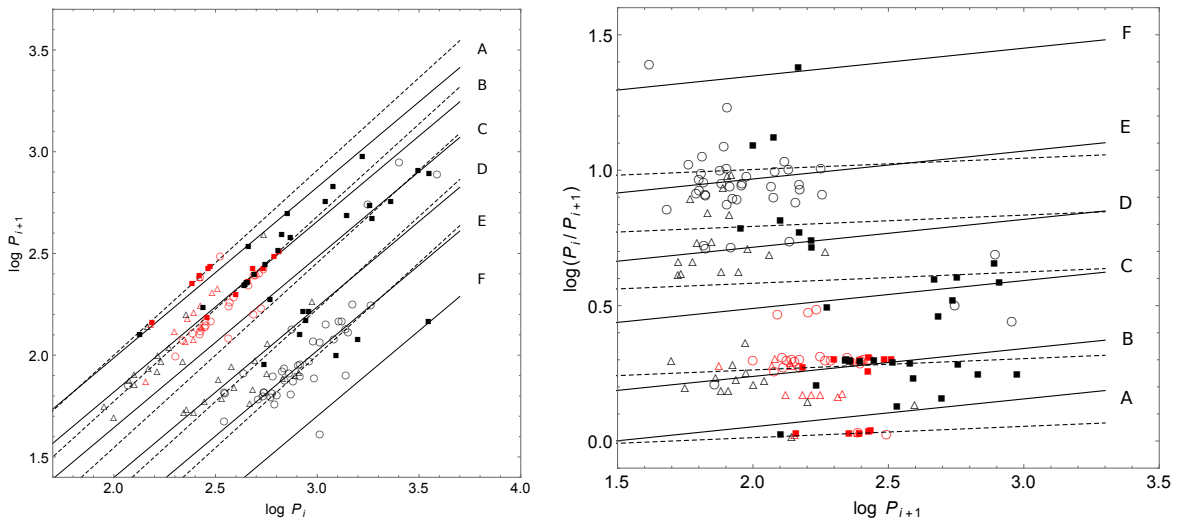 3.5
3.0
2.5
2.0
1.5
log P_{i+1}
2.0 2.5 3.0 3.5 4.0
log P_i
A
B
C
D
E
F
1.5
1.0
0.5
0.0
log(P_i/P_{i+1})
1.5 2.0 2.5 3.0 3.5
log P_{i+1}
F
E
D
C
B
A